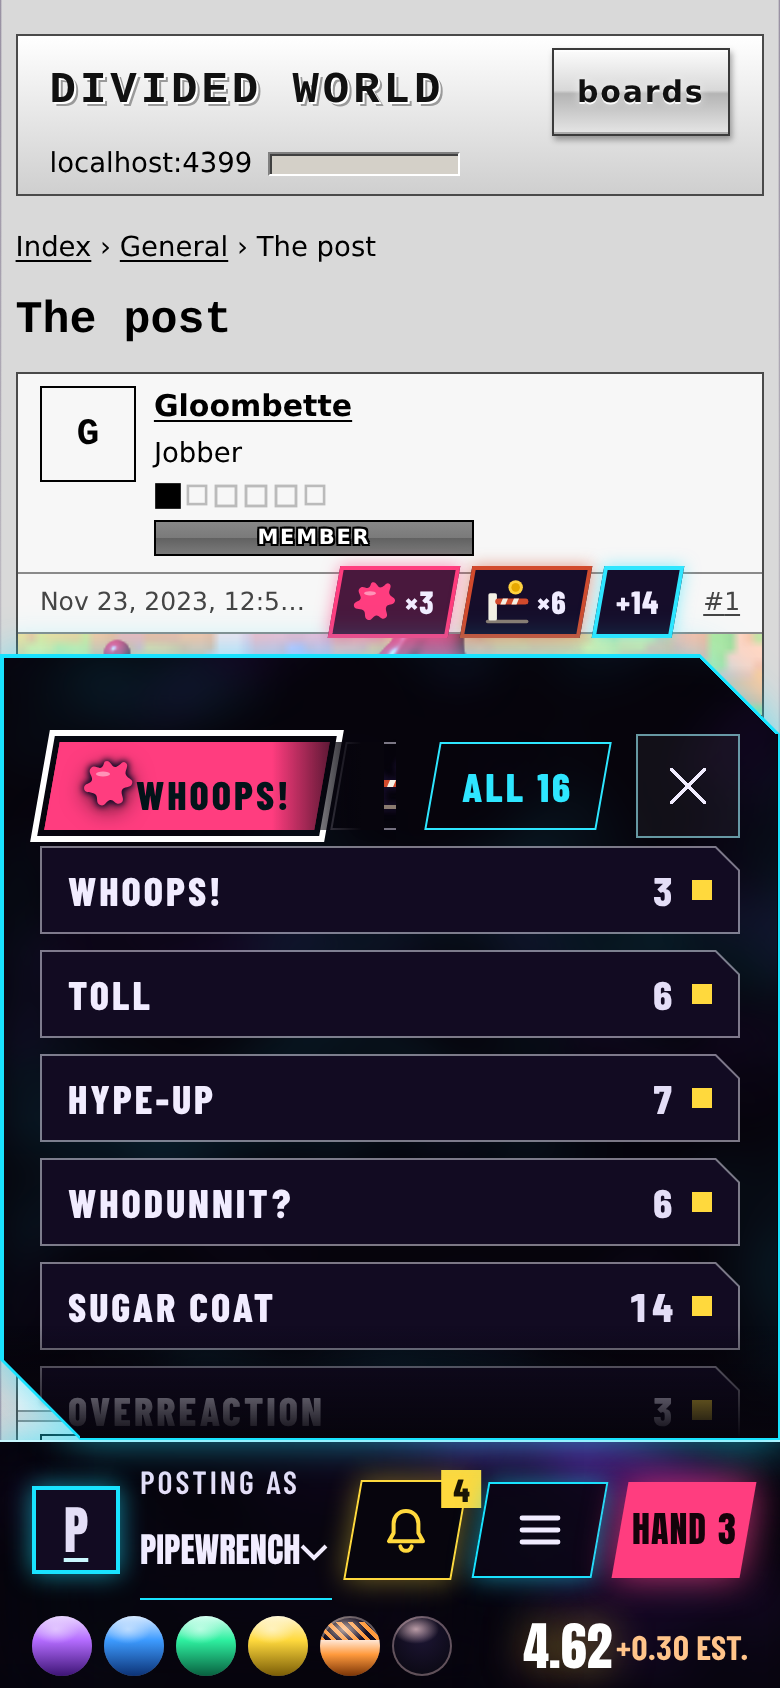 DIVIDED WORLD
boards
localhost:4399
Index › General › The post
The post
G
Gloombette
Jobber
MEMBER
Nov 23, 2023, 12:5... ×3 ×6 +14 #1
WHOOPS! ALL 16
WHOOPS! 3
TOLL 6
HYPE-UP 7
WHODUNNIT? 6
SUGAR COAT 14
OVERREACTION 3
POSTING AS
P PIPEWRENCH 4 HAND 3
4.62 +0.30 EST.